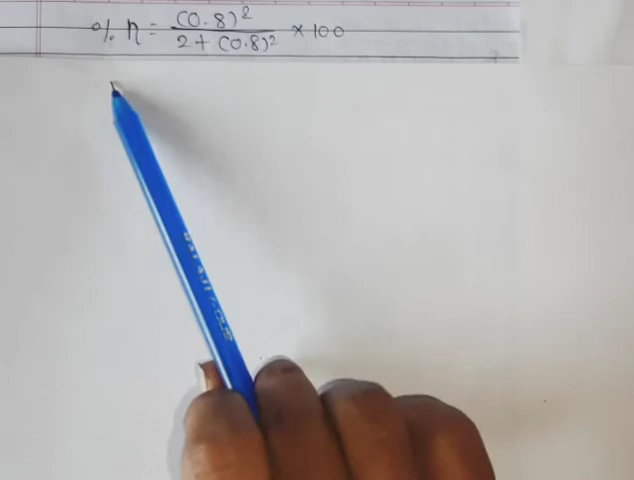 % η = (0.8)² / 2 + (0.8)² × 100